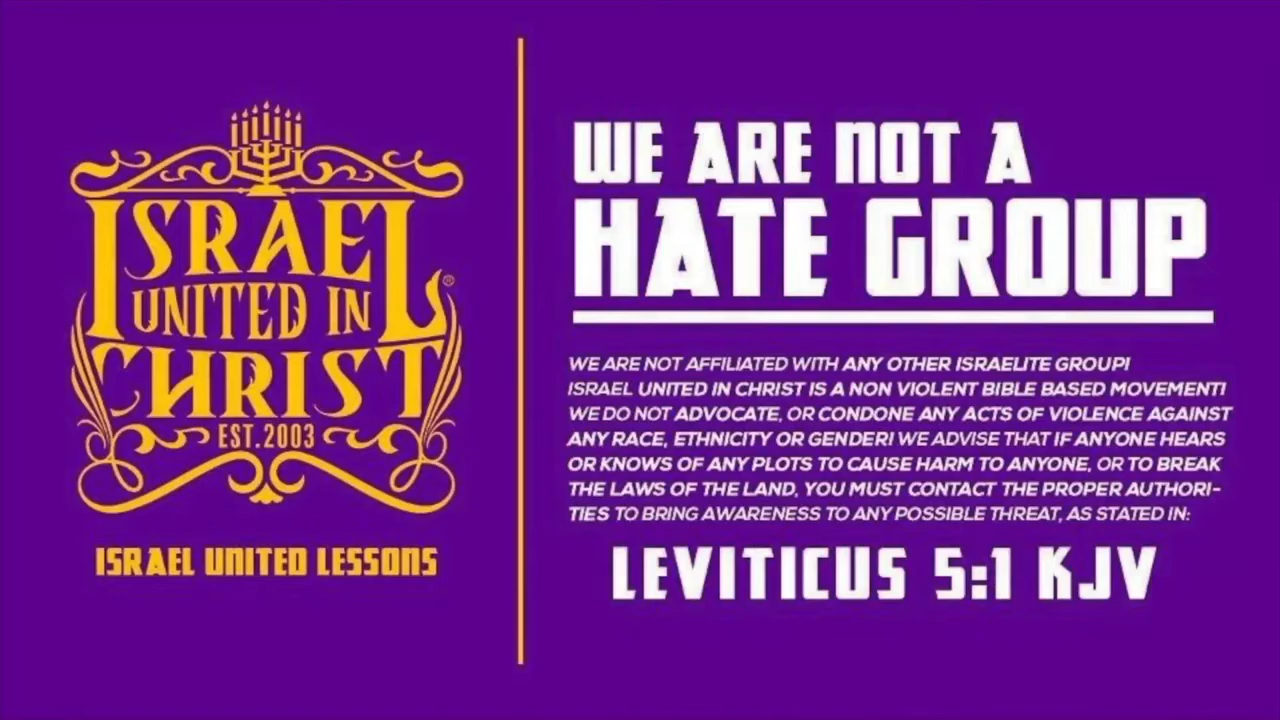 ISRAEL
UNITED IN
CHRIST
®
EST.2003
ISRAEL UNITED LESSONS
WE ARE NOT A
HATE GROUP
WE ARE NOT AFFILIATED WITH ANY OTHER ISRAELITE GROUP!
ISRAEL UNITED IN CHRIST IS A NON VIOLENT BIBLE BASED MOVEMENT!
WE DO NOT ADVOCATE, OR CONDONE ANY ACTS OF VIOLENCE AGAINST
ANY RACE, ETHNICITY OR GENDER! WE ADVISE THAT IF ANYONE HEARS
OR KNOWS OF ANY PLOTS TO CAUSE HARM TO ANYONE, OR TO BREAK
THE LAWS OF THE LAND, YOU MUST CONTACT THE PROPER AUTHORI-
TIES TO BRING AWARENESS TO ANY POSSIBLE THREAT, AS STATED IN:
LEVITICUS 5:1 KJV